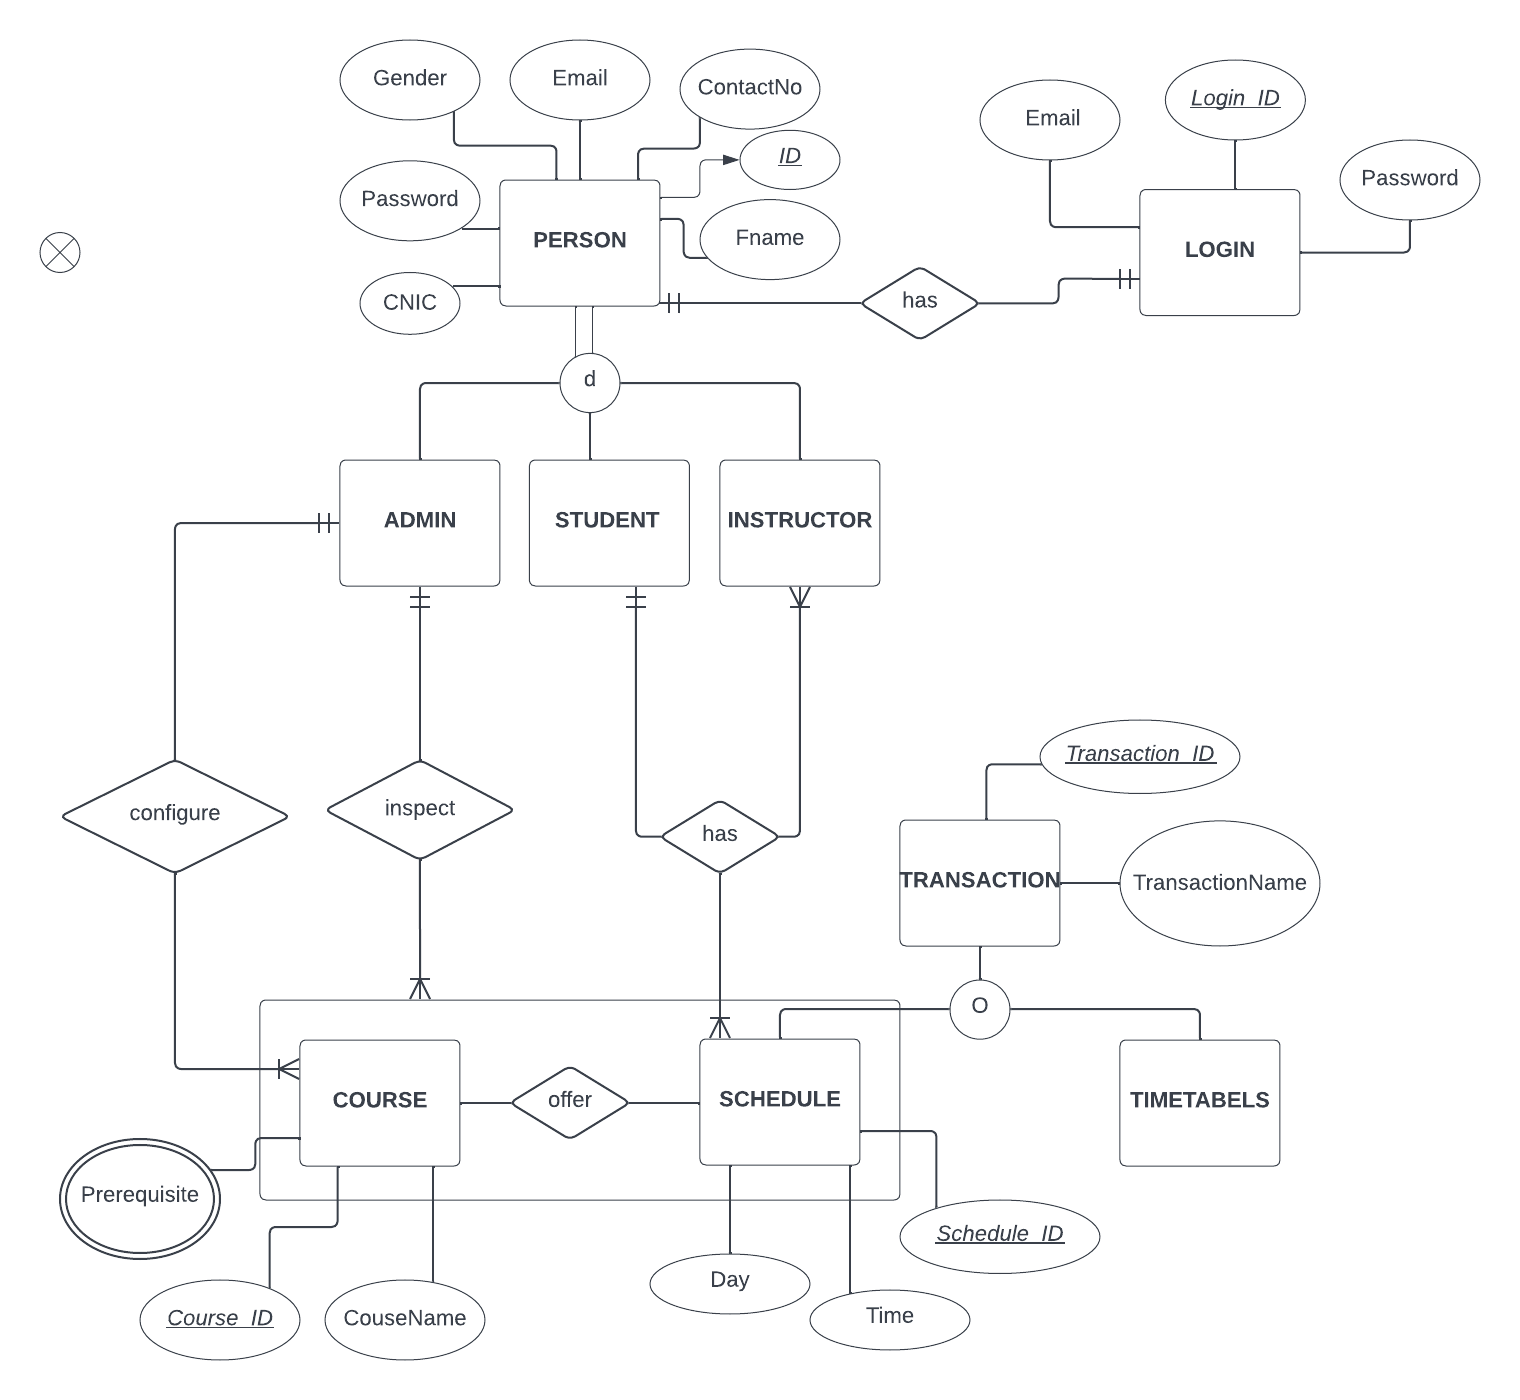 Gender
Email
ContactNo
Login_ID
Email
ID
Password
Password
Fname
PERSON
LOGIN
CNIC
has
d
ADMIN
STUDENT
INSTRUCTOR
Transaction_ID
configure
inspect
has
TRANSACTION
TransactionName
O
COURSE
offer
SCHEDULE
TIMETABELS
Prerequisite
Schedule_ID
Day
Course_ID
CouseName
Time